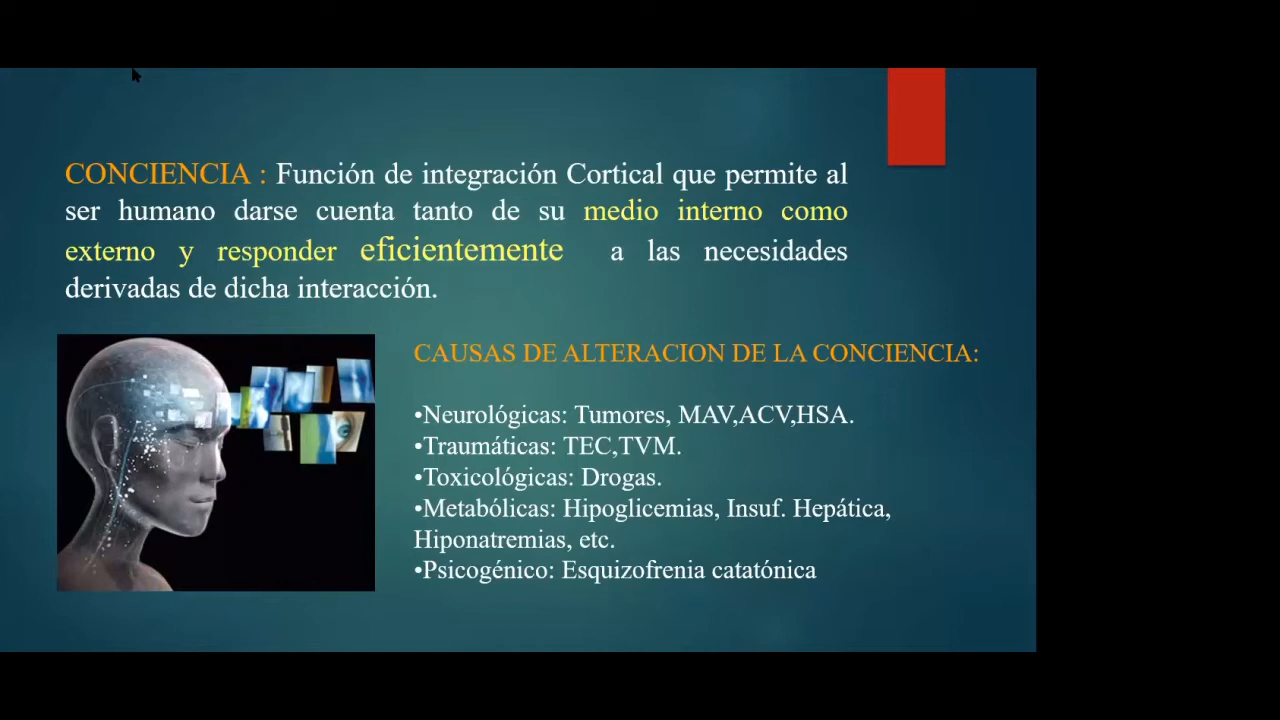 CONCIENCIA : Función de integración Cortical que permite al
ser humano darse cuenta tanto de su medio interno como
externo y responder eficientemente a las necesidades
derivadas de dicha interacción.
CAUSAS DE ALTERACION DE LA CONCIENCIA:
•Neurológicas: Tumores, MAV,ACV,HSA.
•Traumáticas: TEC,TVM.
•Toxicológicas: Drogas.
•Metabólicas: Hipoglicemias, Insuf. Hepática,
Hiponatremias, etc.
•Psicogénico: Esquizofrenia catatónica